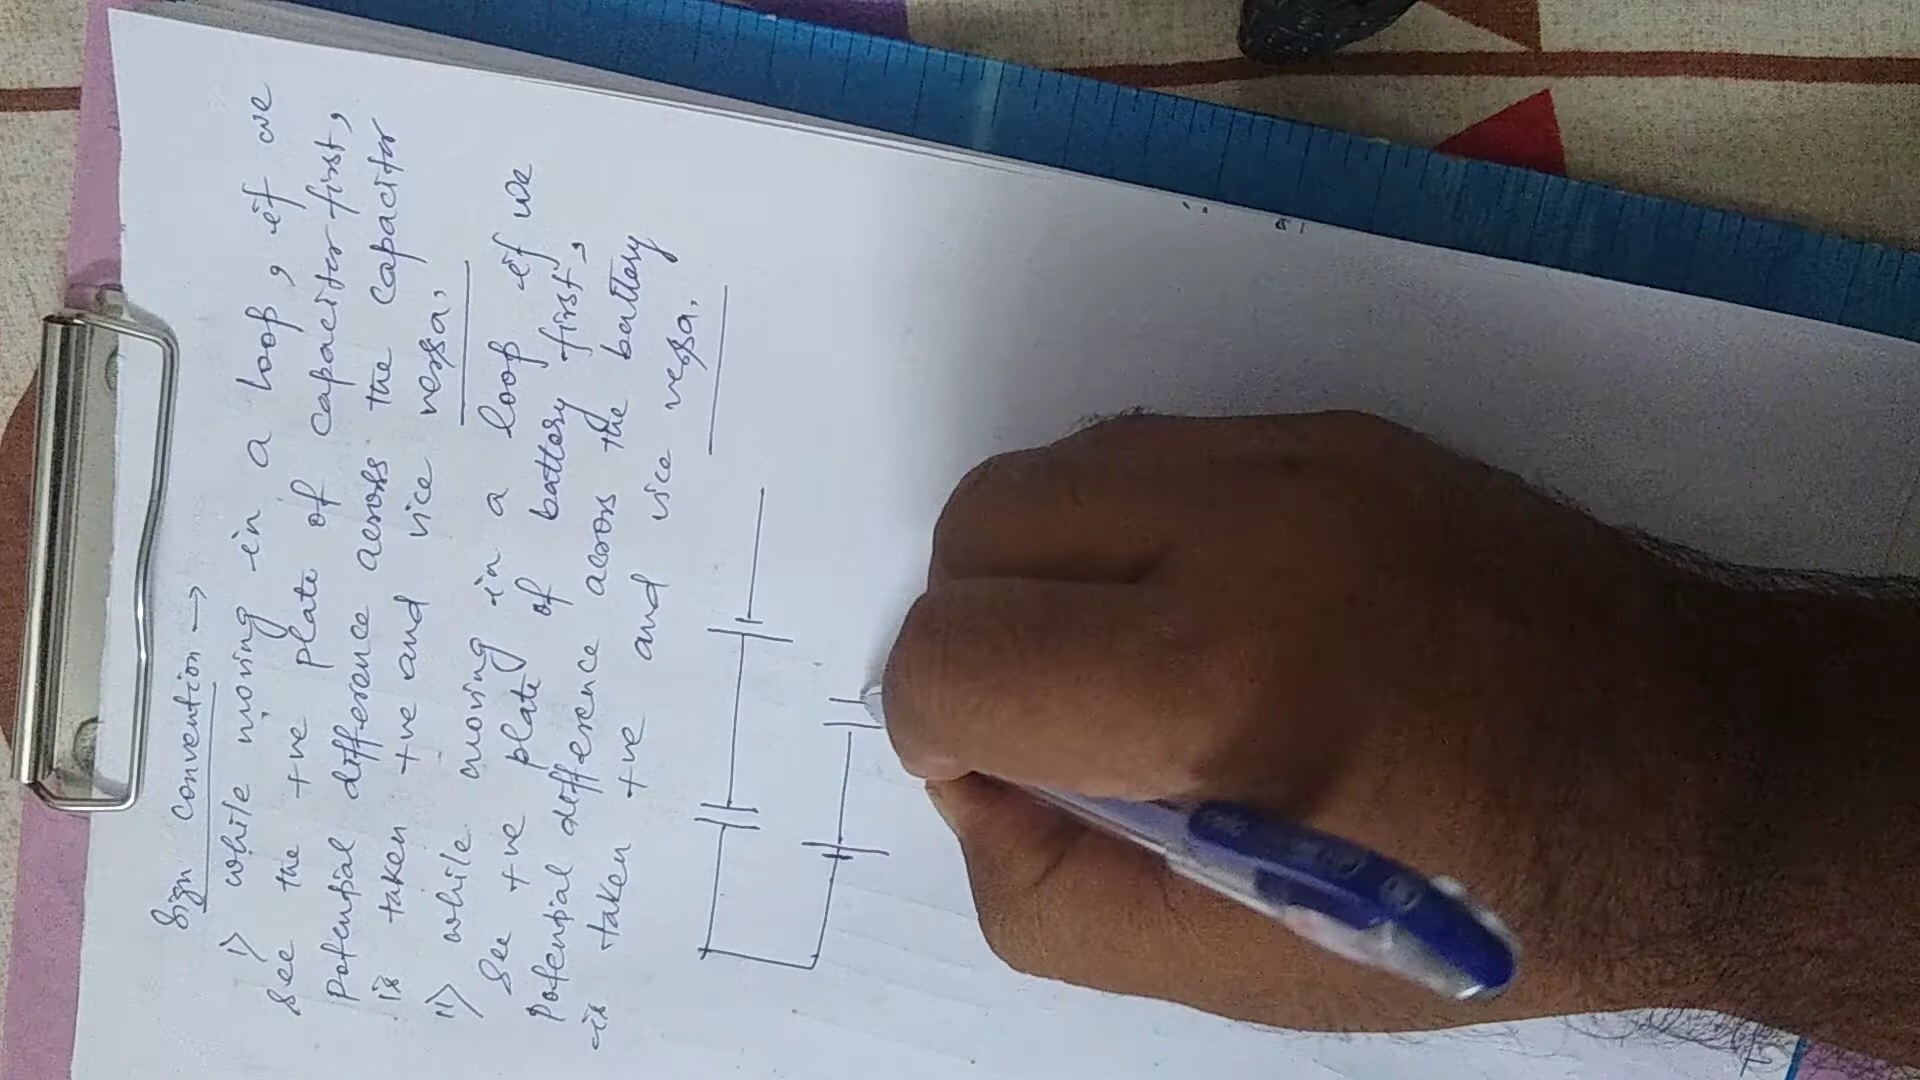 Sign convention →
i) while moving in a loop, if we
see the +ve plate of capacitor first,
potential difference across the capacitor
is taken +ve and vice versa.
ii) while moving in a loop if we
see +ve plate of battery first,
potential difference across the battery
is taken +ve and vice versa.